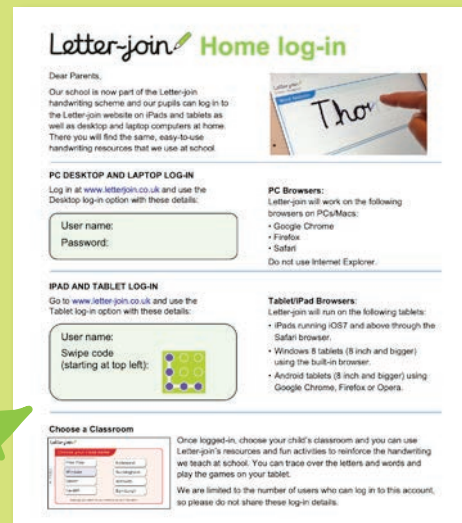 Letter-join Home log-in
Dear Parents,
Our school is now part of the Letter-join
handwriting scheme and our pupils can log in to
the Letter-join website on iPads and tablets as
well as desktop and laptop computers at home.
There you will find the same, easy-to-use
handwriting resources that we use at school.
Thor
PC DESKTOP AND LAPTOP LOG-IN
Log in at www.letterjoin.co.uk and use the
Desktop log-in option with these details:
User name:
Password:
PC Browsers:
Letter-join will work on the following
browsers on PCs/Macs:
• Google Chrome
• Firefox
• Safari
Do not use Internet Explorer.
IPAD AND TABLET LOG-IN
Go to www.letter-join.co.uk and use the
Tablet log-in option with these details:
User name:
Swipe code
(starting at top left):
Tablet/iPad Browsers:
Letter-join will run on the following tablets:
• iPads running iOS7 and above through the
Safari browser.
• Windows 8 tablets (8 inch and bigger)
using the built-in browser.
• Android tablets (8 inch and bigger) using
Google Chrome, Firefox or Opera.
Choose a Classroom
Letter-join
Once logged-in, choose your child's classroom and you can use
Letter-join's resources and fun activities to reinforce the handwriting
we teach at school. You can trace over the letters and words and
play the games on your tablet.
We are limited to the number of users who can log in to this account,
so please do not share these log-in details.